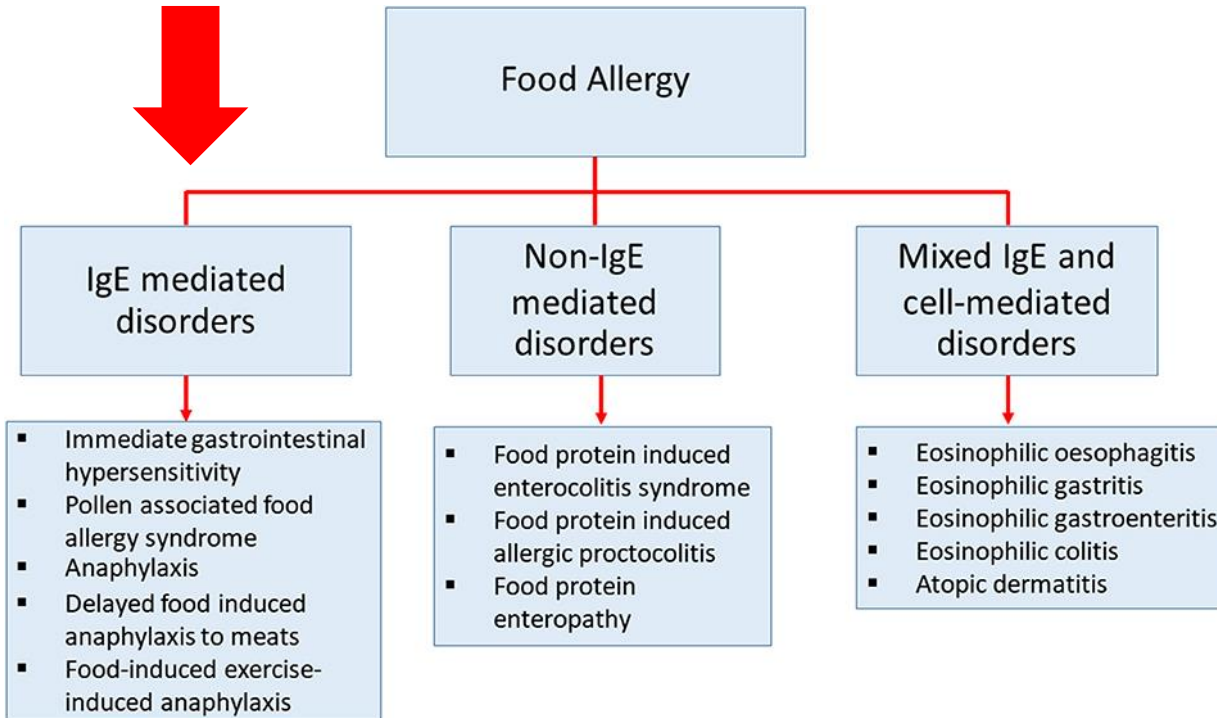 Food Allergy
IgE mediated
disorders
Non-IgE
mediated
disorders
Mixed IgE and
cell-mediated
disorders
▪ Immediate gastrointestinal
hypersensitivity
▪ Pollen associated food
allergy syndrome
▪ Anaphylaxis
▪ Delayed food induced
anaphylaxis to meats
▪ Food-induced exercise-
induced anaphylaxis
▪ Food protein induced
enterocolitis syndrome
▪ Food protein induced
allergic proctocolitis
▪ Food protein
enteropathy
▪ Eosinophilic oesophagitis
▪ Eosinophilic gastritis
▪ Eosinophilic gastroenteritis
▪ Eosinophilic colitis
▪ Atopic dermatitis